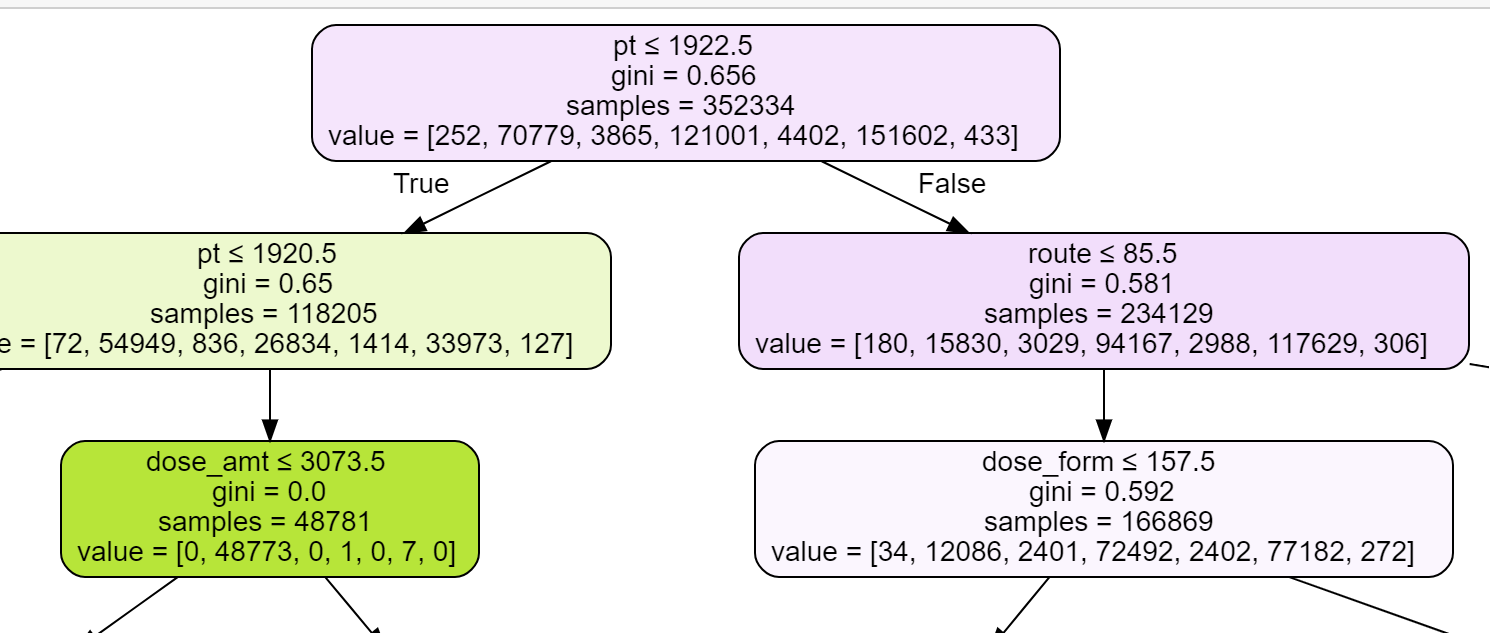 pt ≤ 1922.5
gini = 0.656
samples = 352334
value = [252, 70779, 3865, 121001, 4402, 151602, 433]
True
False
pt ≤ 1920.5
gini = 0.65
samples = 118205
e = [72, 54949, 836, 26834, 1414, 33973, 127]
route ≤ 85.5
gini = 0.581
samples = 234129
value = [180, 15830, 3029, 94167, 2988, 117629, 306]
dose_amt ≤ 3073.5
gini = 0.0
samples = 48781
value = [0, 48773, 0, 1, 0, 7, 0]
dose_form ≤ 157.5
gini = 0.592
samples = 166869
value = [34, 12086, 2401, 72492, 2402, 77182, 272]